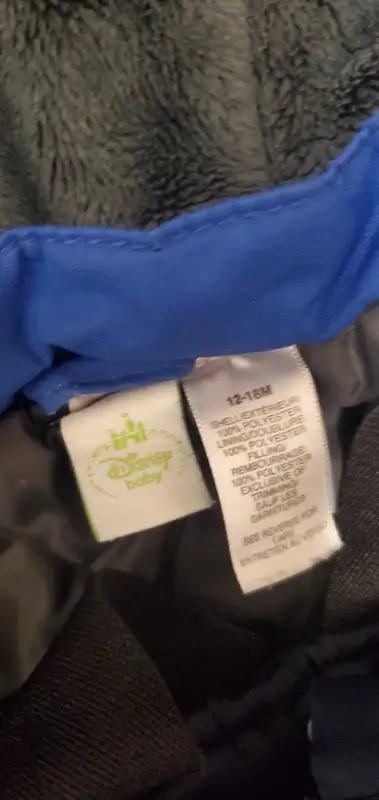 Disney
baby
12-18M
SHELL/EXTÉRIEUR
100% POLYESTER
LINING/DOUBLURE
100% POLYESTER
FILLING/
REMBOURRAGE:
100% POLYESTER
EXCLUSIVE OF
TRIMMING/
SAUF LES
GARNITURES
SEE REVERSE FOR
CARE
ENTRETIEN AU VERSO